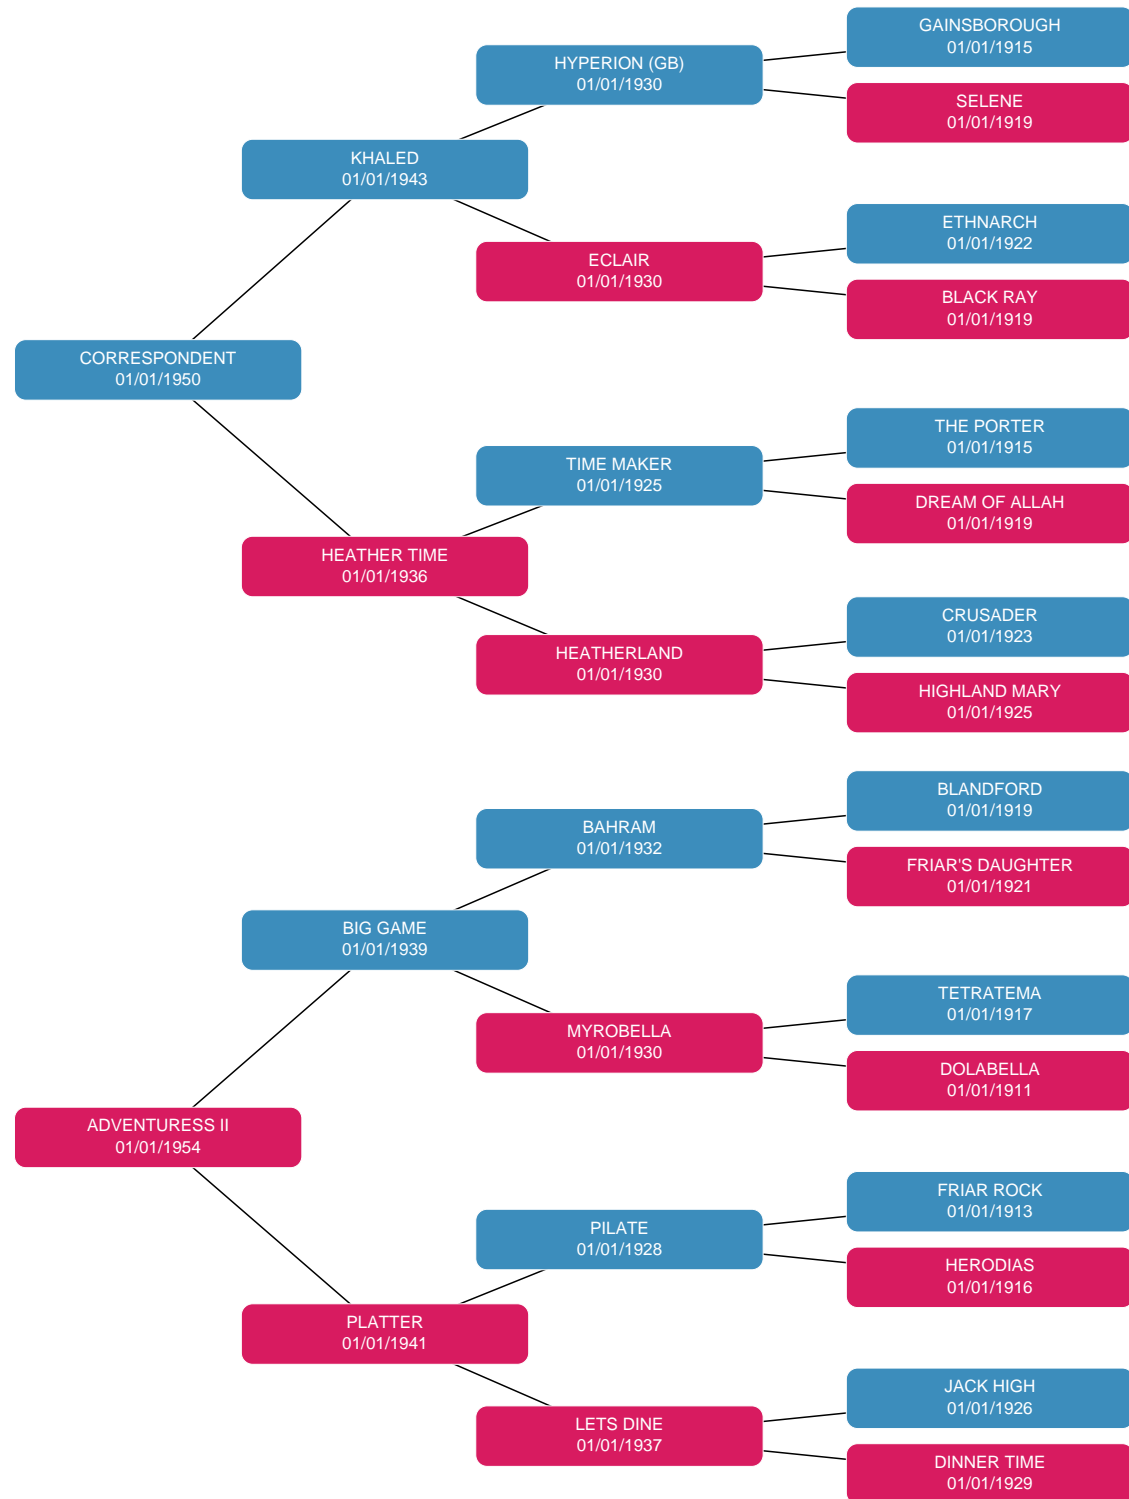 GAINSBOROUGH
01/01/1915
HYPERION (GB)
01/01/1930
SELENE
01/01/1919
KHALED
01/01/1943
ETHNARCH
01/01/1922
ECLAIR
01/01/1930
BLACK RAY
01/01/1919
CORRESPONDENT
01/01/1950
THE PORTER
01/01/1915
TIME MAKER
01/01/1925
DREAM OF ALLAH
01/01/1919
HEATHER TIME
01/01/1936
CRUSADER
01/01/1923
HEATHERLAND
01/01/1930
HIGHLAND MARY
01/01/1925
BLANDFORD
01/01/1919
BAHRAM
01/01/1932
FRIAR'S DAUGHTER
01/01/1921
BIG GAME
01/01/1939
TETRATEMA
01/01/1917
MYROBELLA
01/01/1930
DOLABELLA
01/01/1911
ADVENTURESS II
01/01/1954
FRIAR ROCK
01/01/1913
PILATE
01/01/1928
HERODIAS
01/01/1916
PLATTER
01/01/1941
JACK HIGH
01/01/1926
LETS DINE
01/01/1937
DINNER TIME
01/01/1929